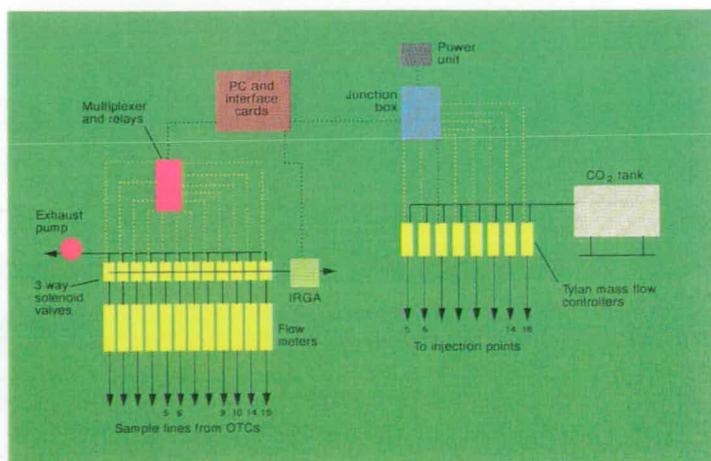 Power
unit
PC and
interface
cards
Junction
box
Multiplexer
and relays
CO₂ tank
Exhaust
pump
3 way
solenoid
valves
IRGA
Tylan mass flow
controllers
Flow
meters
5 6 14 16
To injection points
5 6 9 10 14 15
Sample lines from OTCs